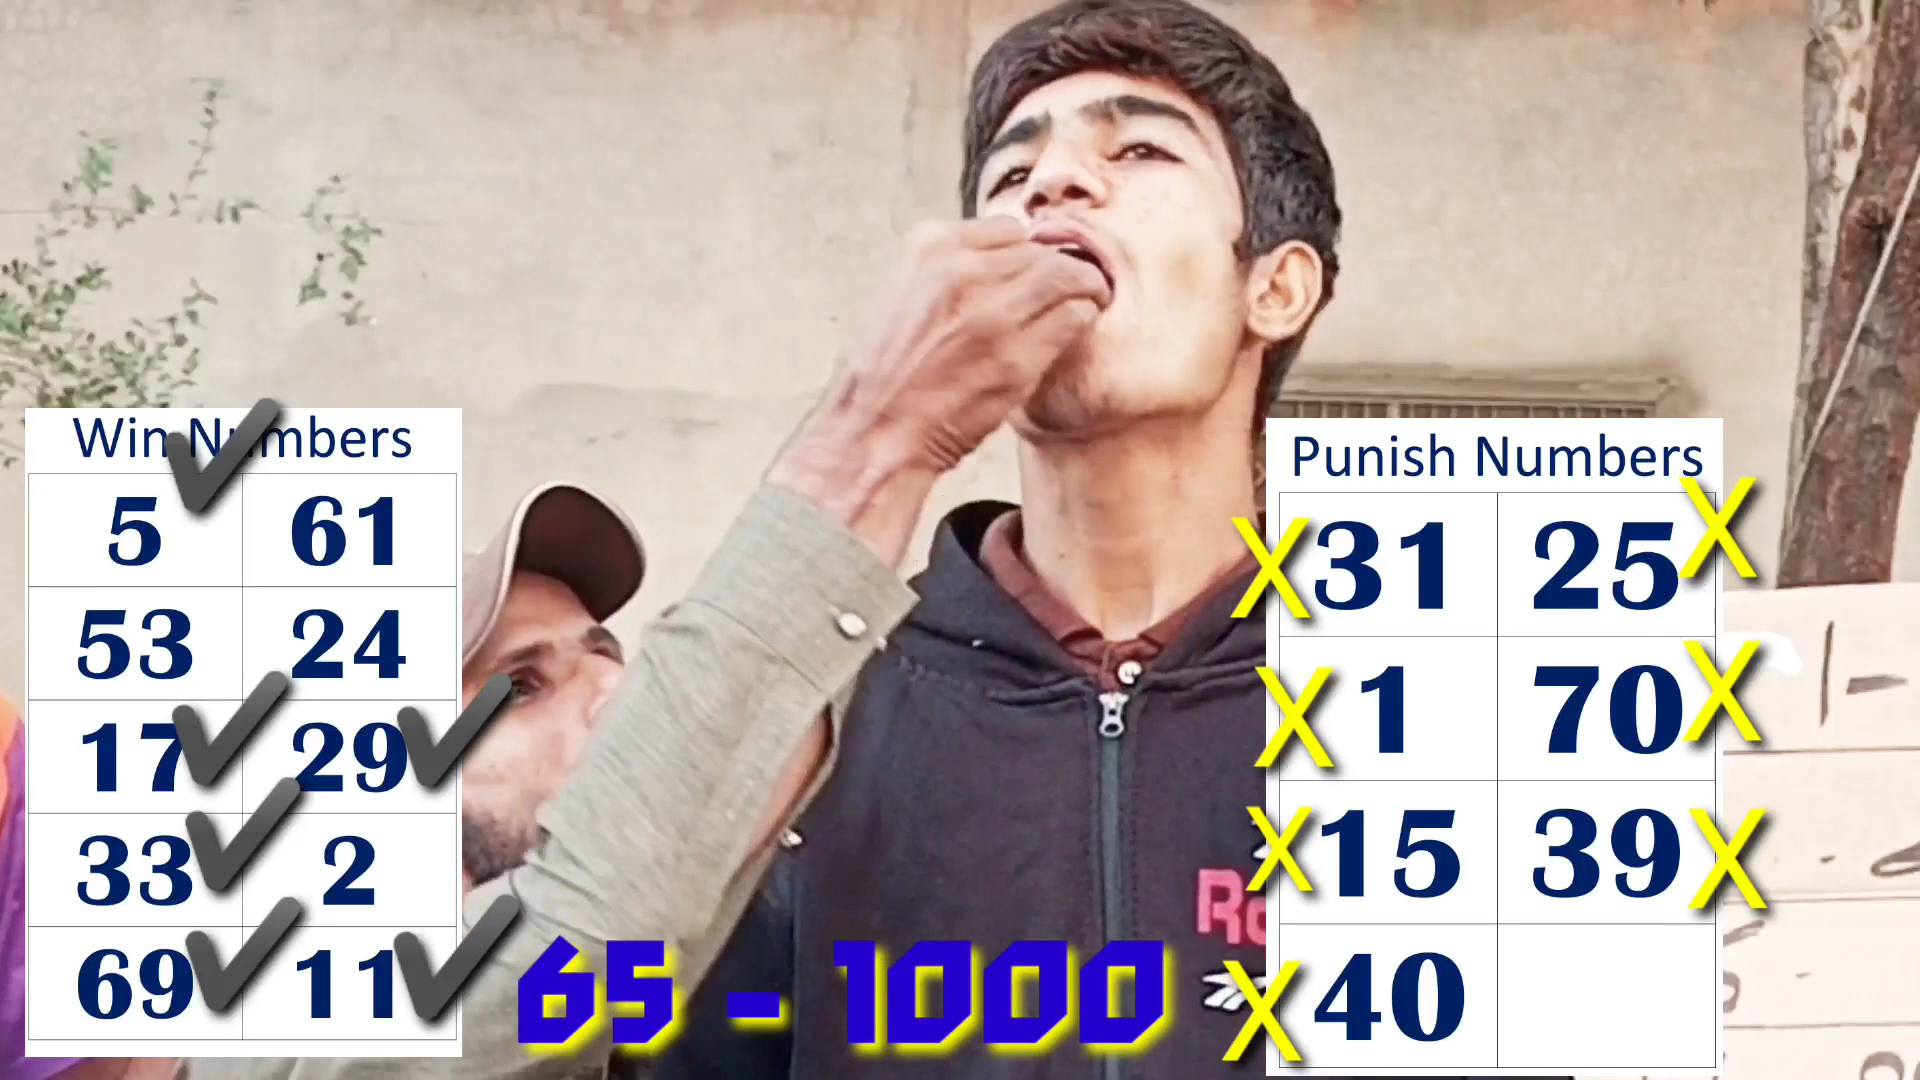 Win Numbers
5 61
53 24
17 29
33 2
69 11
65 - 1000
Punish Numbers
X 31 25 X
X 1 70 X
X 15 39 X
X 40